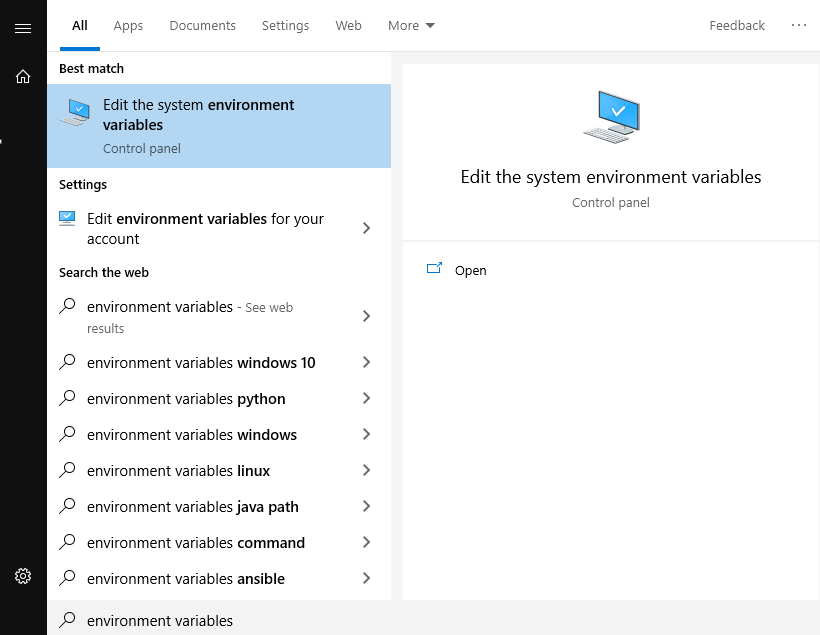 All Apps Documents Settings Web More Feedback ...
Best match
Edit the system environment
variables
Control panel
Settings
Edit environment variables for your
account
Search the web
environment variables - See web
results
environment variables windows 10
environment variables python
environment variables windows
environment variables linux
environment variables java path
environment variables command
environment variables ansible
Edit the system environment variables
Control panel
Open
environment variables